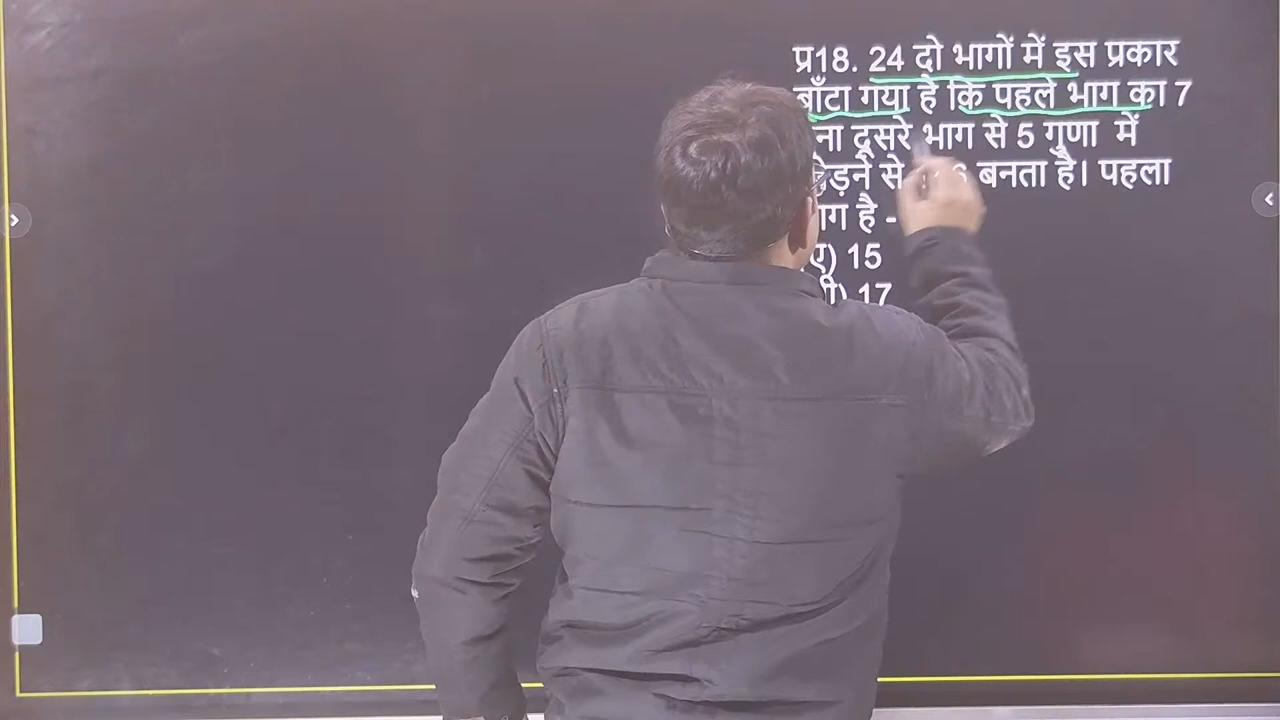 प्र18. 24 दो भागों में इस प्रकार
बाँटा गया है कि पहले भाग का 7
दूसरे भाग से 5 गुणा में
से बनता है। पहला
है -
15
17